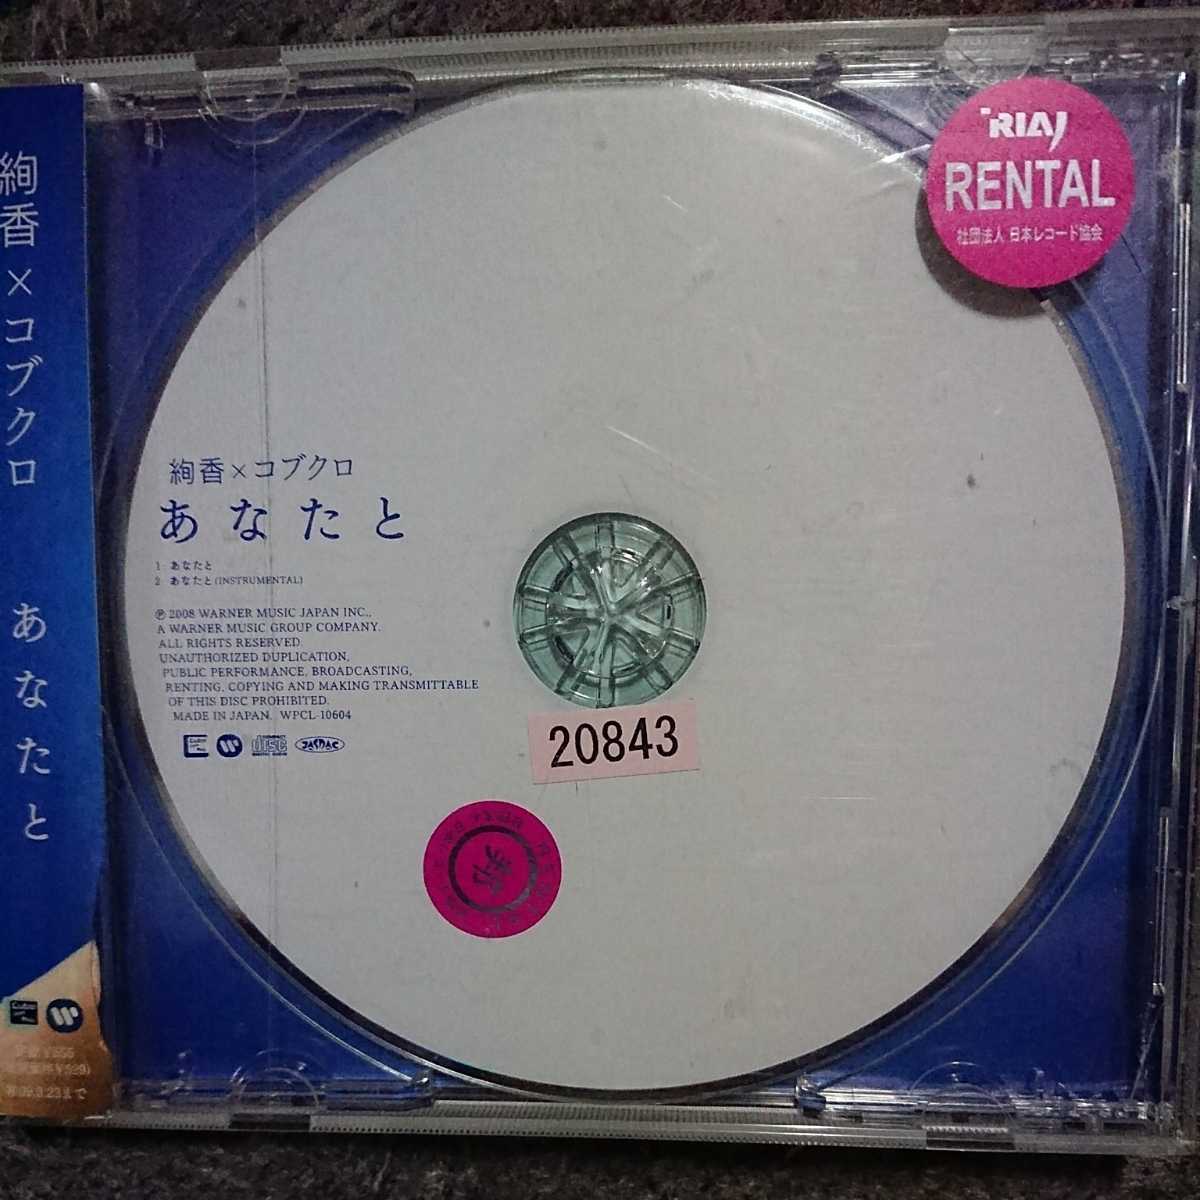 絢香×コブクロ あなたと
RIAJ
RENTAL
社団法人 日本レコード協会
絢香×コブクロ
あなたと
1 あなたと
2 あなたと(INSTRUMENTAL)
℗ 2008 WARNER MUSIC JAPAN INC.,
A WARNER MUSIC GROUP COMPANY.
ALL RIGHTS RESERVED.
UNAUTHORIZED DUPLICATION,
PUBLIC PERFORMANCE, BROADCASTING,
RENTING, COPYING AND MAKING TRANSMITTABLE
OF THIS DISC PROHIBITED.
MADE IN JAPAN. WPCL-10604
disc
JASRAC
20843